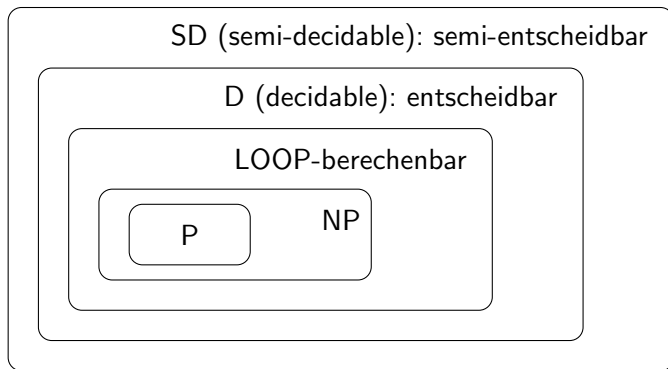 SD (semi-decidable): semi-entscheidbar
D (decidable): entscheidbar
LOOP-berechenbar
NP
P